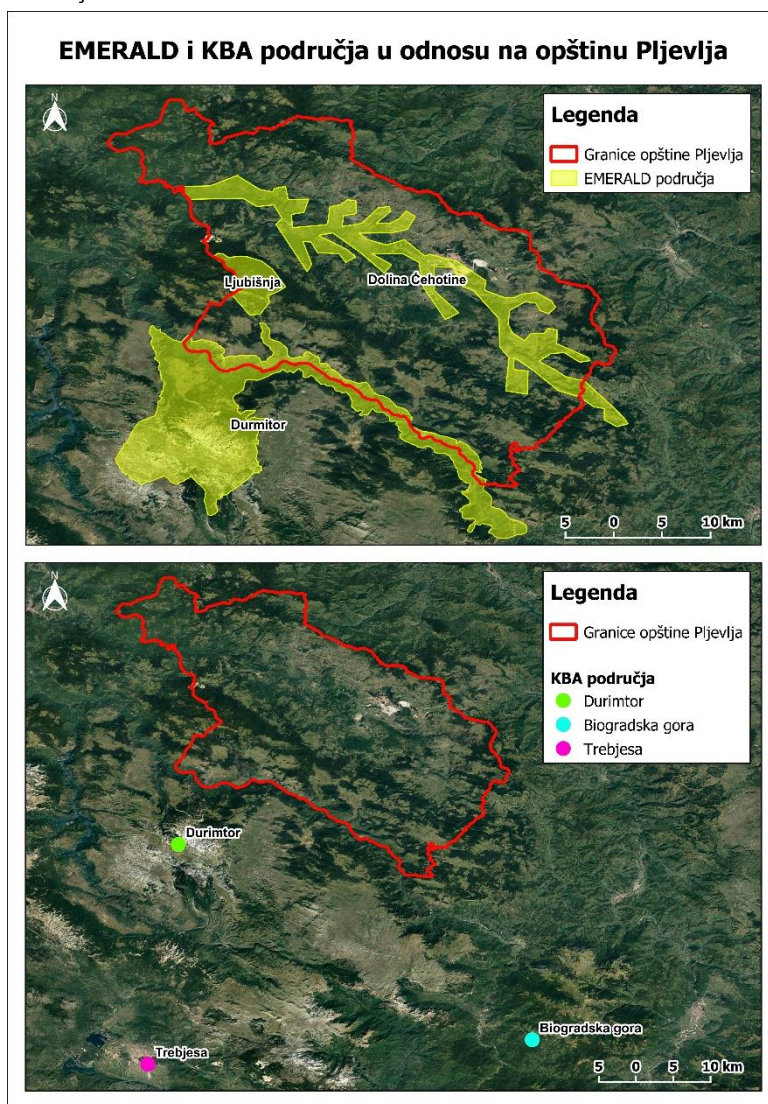 EMERALD i KBA područja u odnosu na opštinu Pljevlja
N
Legenda
Granice opštine Pljevlja
EMERALD područja
Ljubišnja
Dolina Ćehotine
Durmitor
5 0 5 10 km
N
Legenda
Granice opštine Pljevlja
KBA područja
Durimtor
Biogradska gora
Trebjesa
Durimtor
Biogradska gora
Trebjesa
5 0 5 10 km